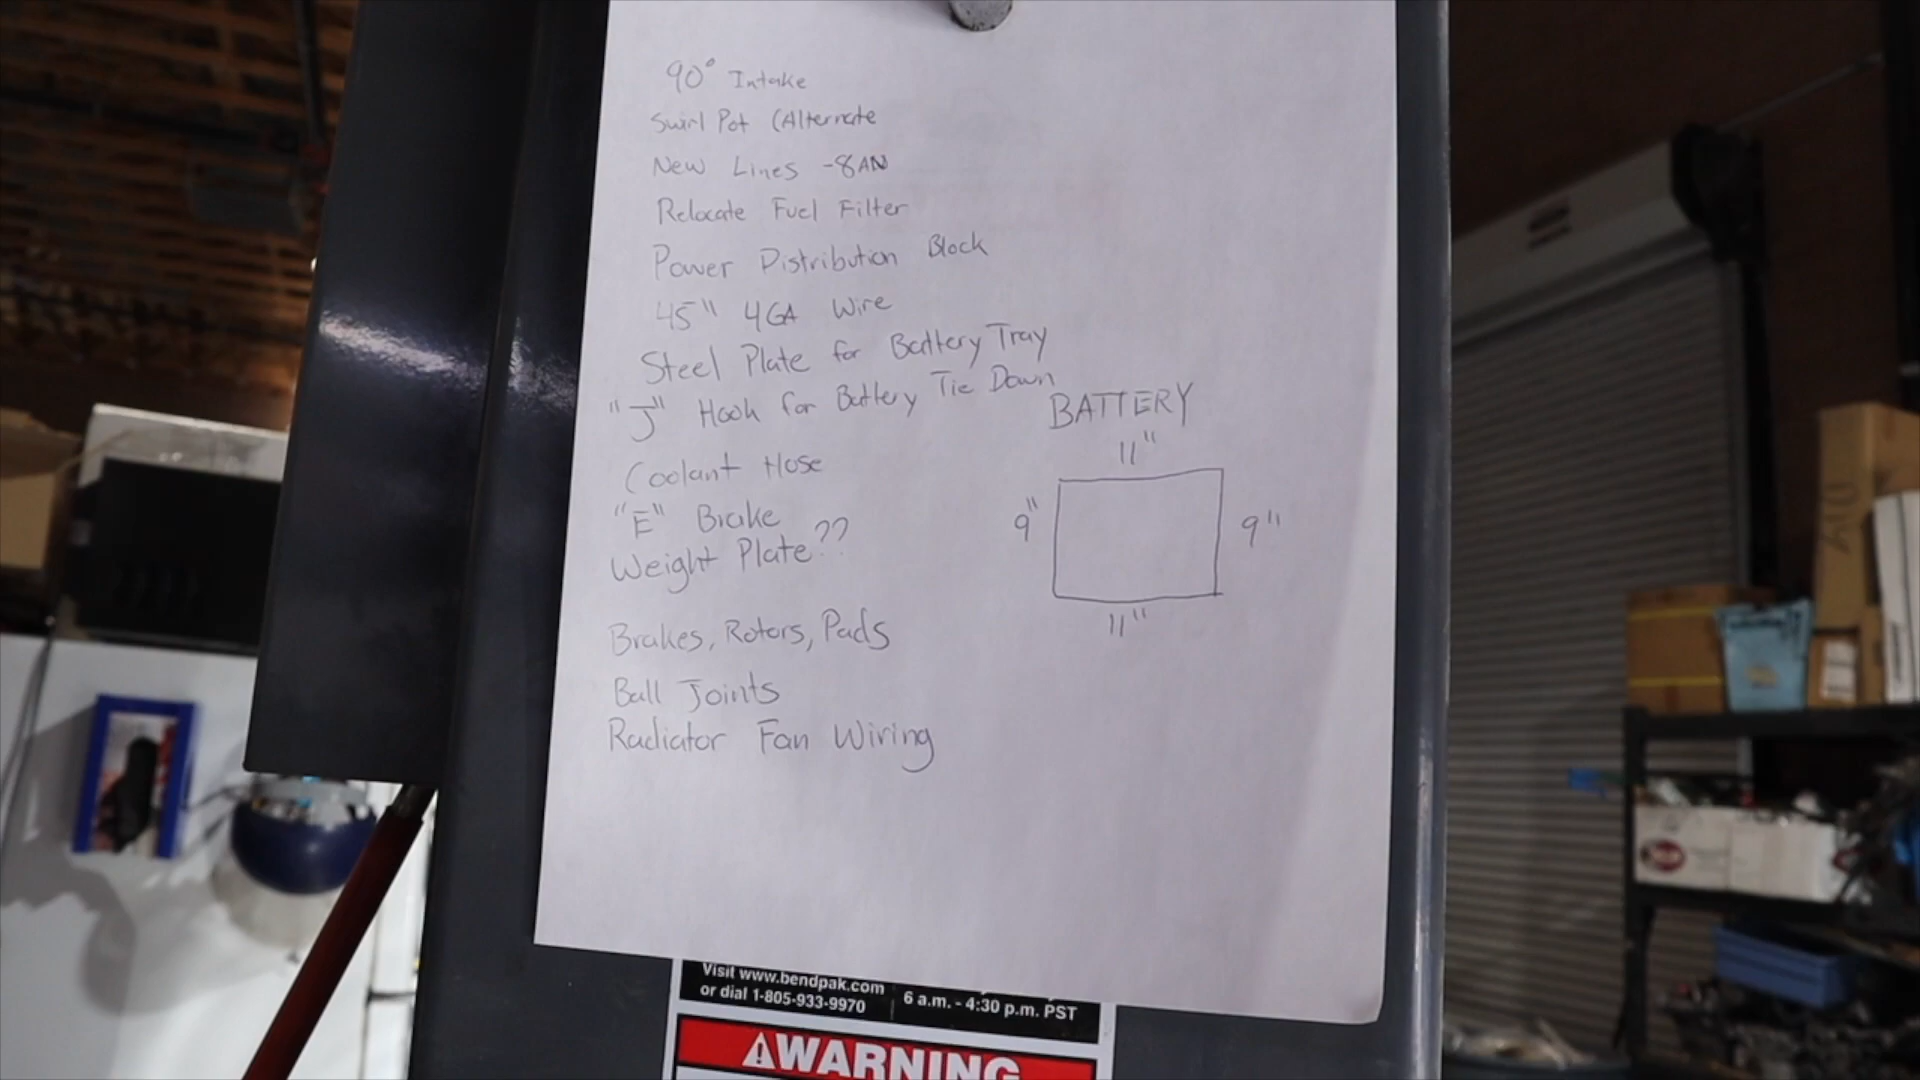 90° Intake
Swirl Pot (Alternate
New Lines -8AN
Relocate Fuel Filter
Power Distribution Block
45" 4GA Wire
Steel Plate for Battery Tray
"J" Hook for Battery Tie Down
BATTERY
11"
Coolant Hose
9"
9"
"E" Brake
Weight Plate??
11"
Brakes, Rotors, Pads
Ball Joints
Radiator Fan Wiring
Visit www.bendpak.com
or dial 1-805-933-9970
6 a.m. - 4:30 p.m. PST
WARNING